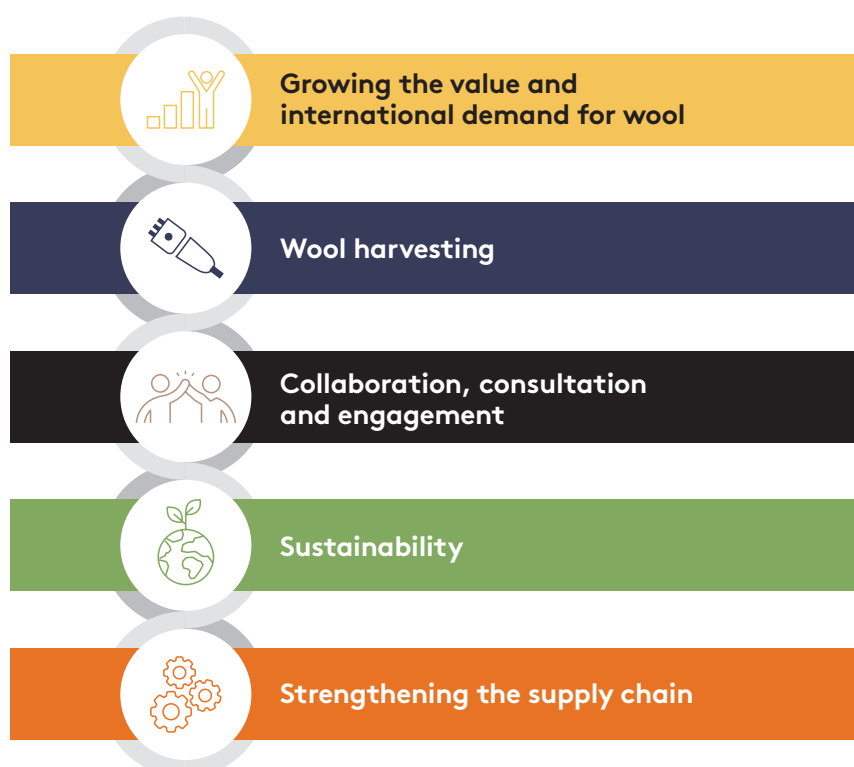 Growing the value and
international demand for wool
Wool harvesting
Collaboration, consultation
and engagement
Sustainability
Strengthening the supply chain